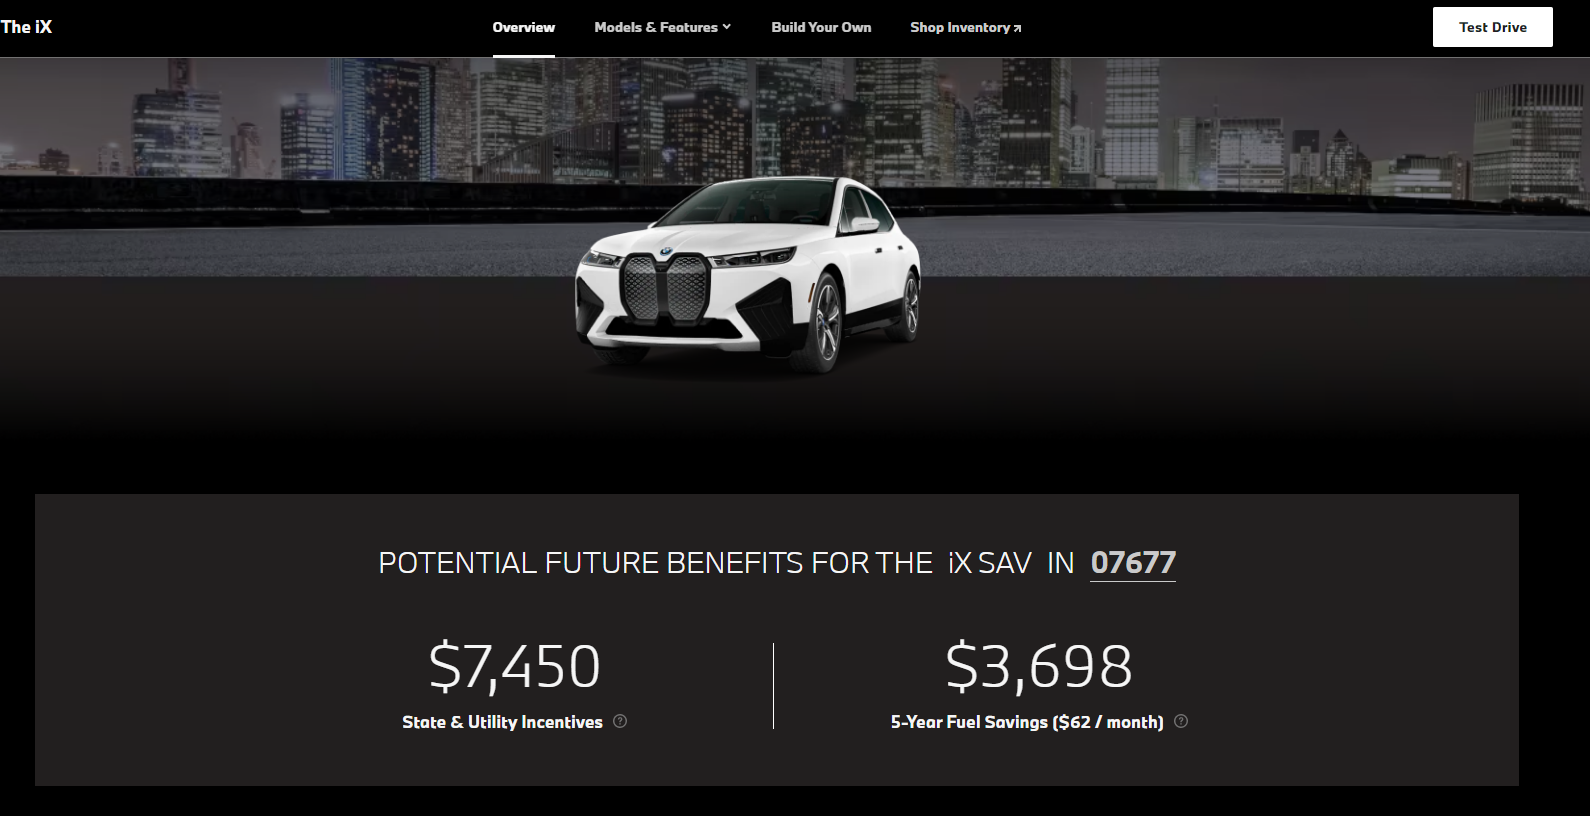 The iX
Overview
Models & Features
Build Your Own
Shop Inventory
Test Drive
POTENTIAL FUTURE BENEFITS FOR THE iX SAV IN 07677
$7,450
State & Utility Incentives ?
$3,698
5-Year Fuel Savings ($62 / month) ?